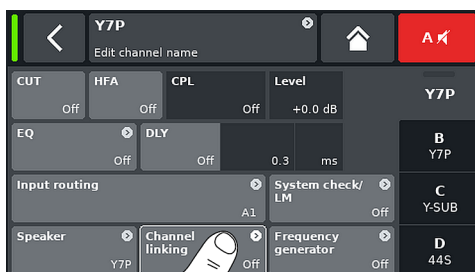 Y7P
Edit channel name
A
CUT
Off
HFA
Off
CPL
Off
Level
+0.0 dB
Y7P
EQ
Off
DLY
Off
0.3 ms
B
Y7P
Input routing
A1
System check/
LM
Off
C
Y-SUB
Speaker
Y7P
Channel
linking
Off
Frequency
generator
Off
D
44S